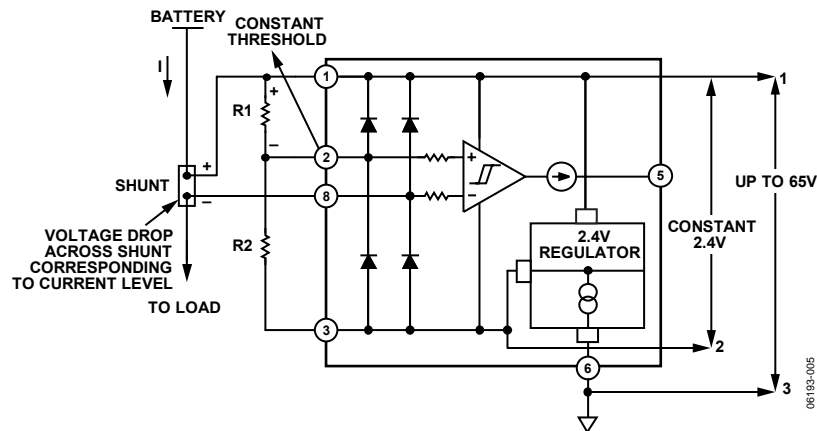 BATTERY
I
CONSTANT
THRESHOLD
1
+
R1
–
2
+
SHUNT
–
8
VOLTAGE DROP
ACROSS SHUNT
CORRESPONDING
TO CURRENT LEVEL
R2
TO LOAD
3
+
–
5
2.4V
REGULATOR
6
1
UP TO 65V
CONSTANT
2.4V
2
3
06193-005